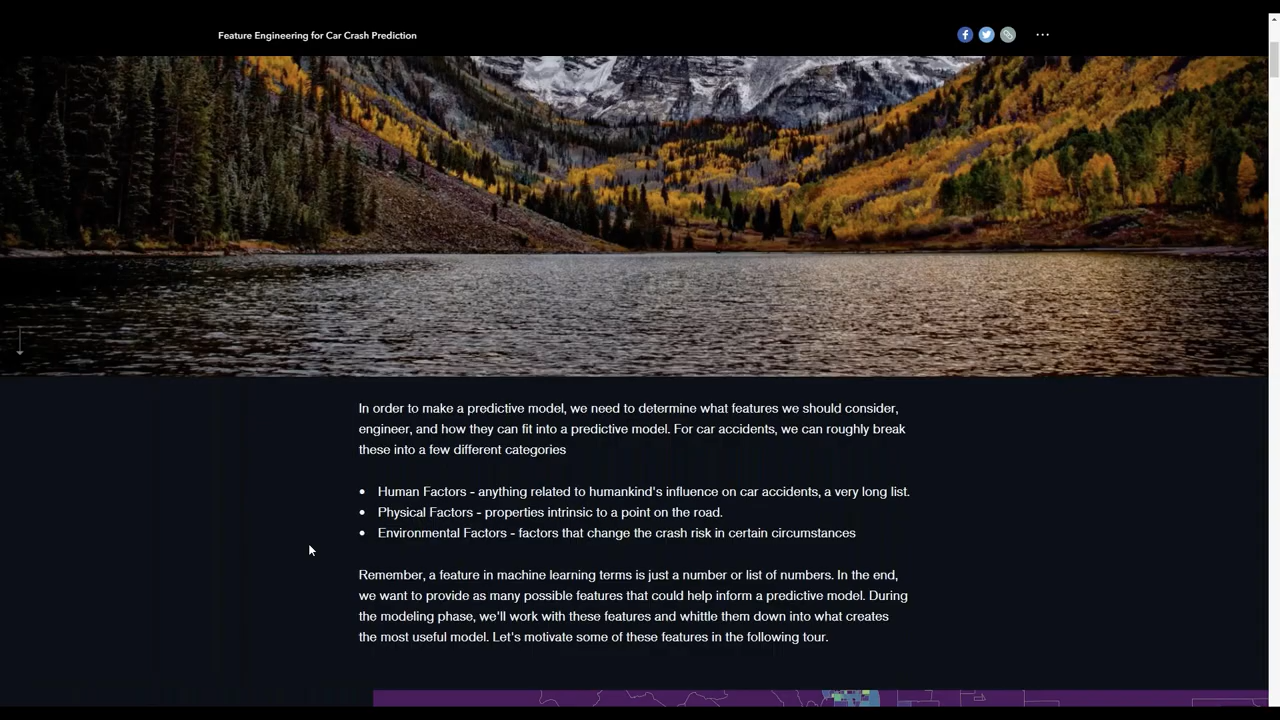 Feature Engineering for Car Crash Prediction
In order to make a predictive model, we need to determine what features we should consider,
engineer, and how they can fit into a predictive model. For car accidents, we can roughly break
these into a few different categories
• Human Factors - anything related to humankind's influence on car accidents, a very long list.
• Physical Factors - properties intrinsic to a point on the road.
• Environmental Factors - factors that change the crash risk in certain circumstances
Remember, a feature in machine learning terms is just a number or list of numbers. In the end,
we want to provide as many possible features that could help inform a predictive model. During
the modeling phase, we'll work with these features and whittle them down into what creates
the most useful model. Let's motivate some of these features in the following tour.